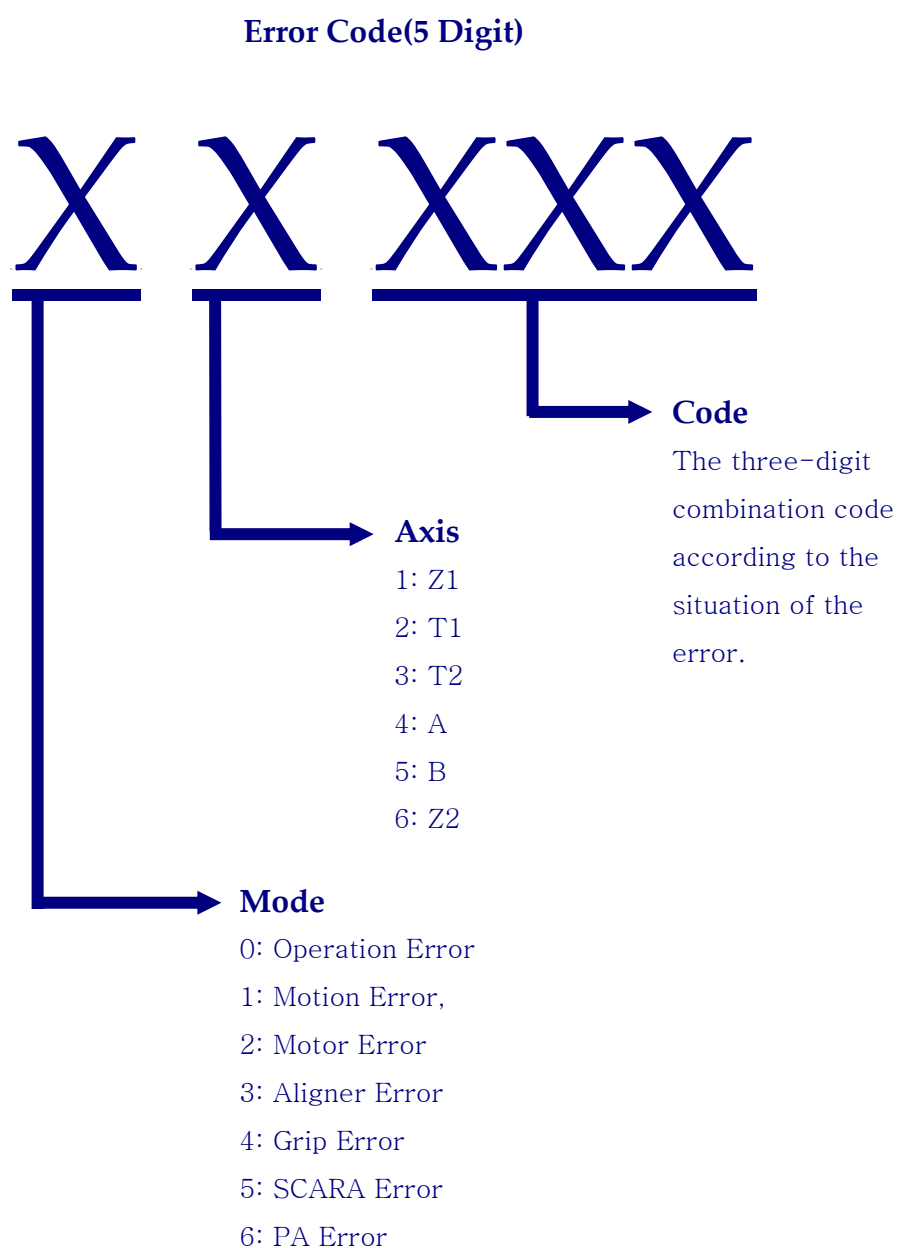 Error Code(5 Digit)
X X XXX
Code
The three-digit
combination code
according to the
situation of the
error.
Axis
1: Z1
2: T1
3: T2
4: A
5: B
6: Z2
Mode
0: Operation Error
1: Motion Error,
2: Motor Error
3: Aligner Error
4: Grip Error
5: SCARA Error
6: PA Error